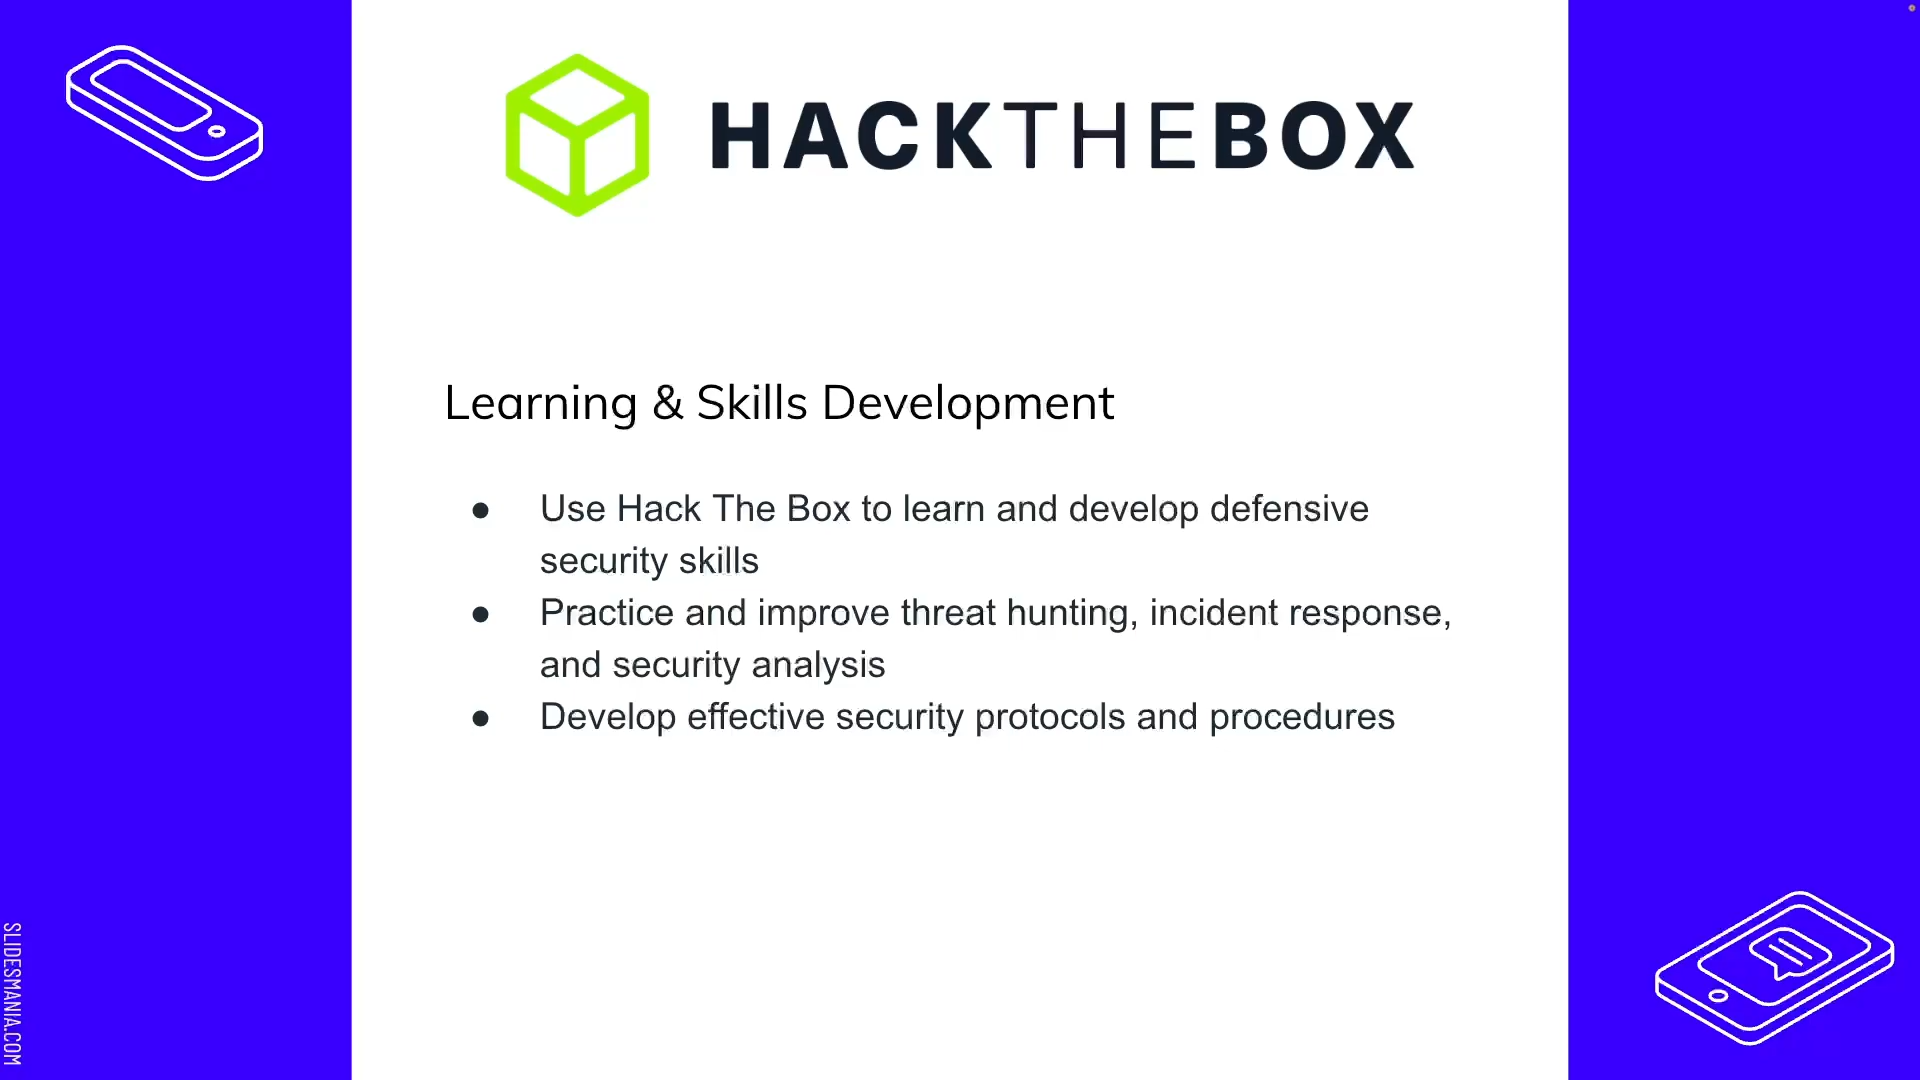 HACKTHEBOX
Learning & Skills Development
● Use Hack The Box to learn and develop defensive
security skills
● Practice and improve threat hunting, incident response,
and security analysis
● Develop effective security protocols and procedures
SLIDESMANIA.COM